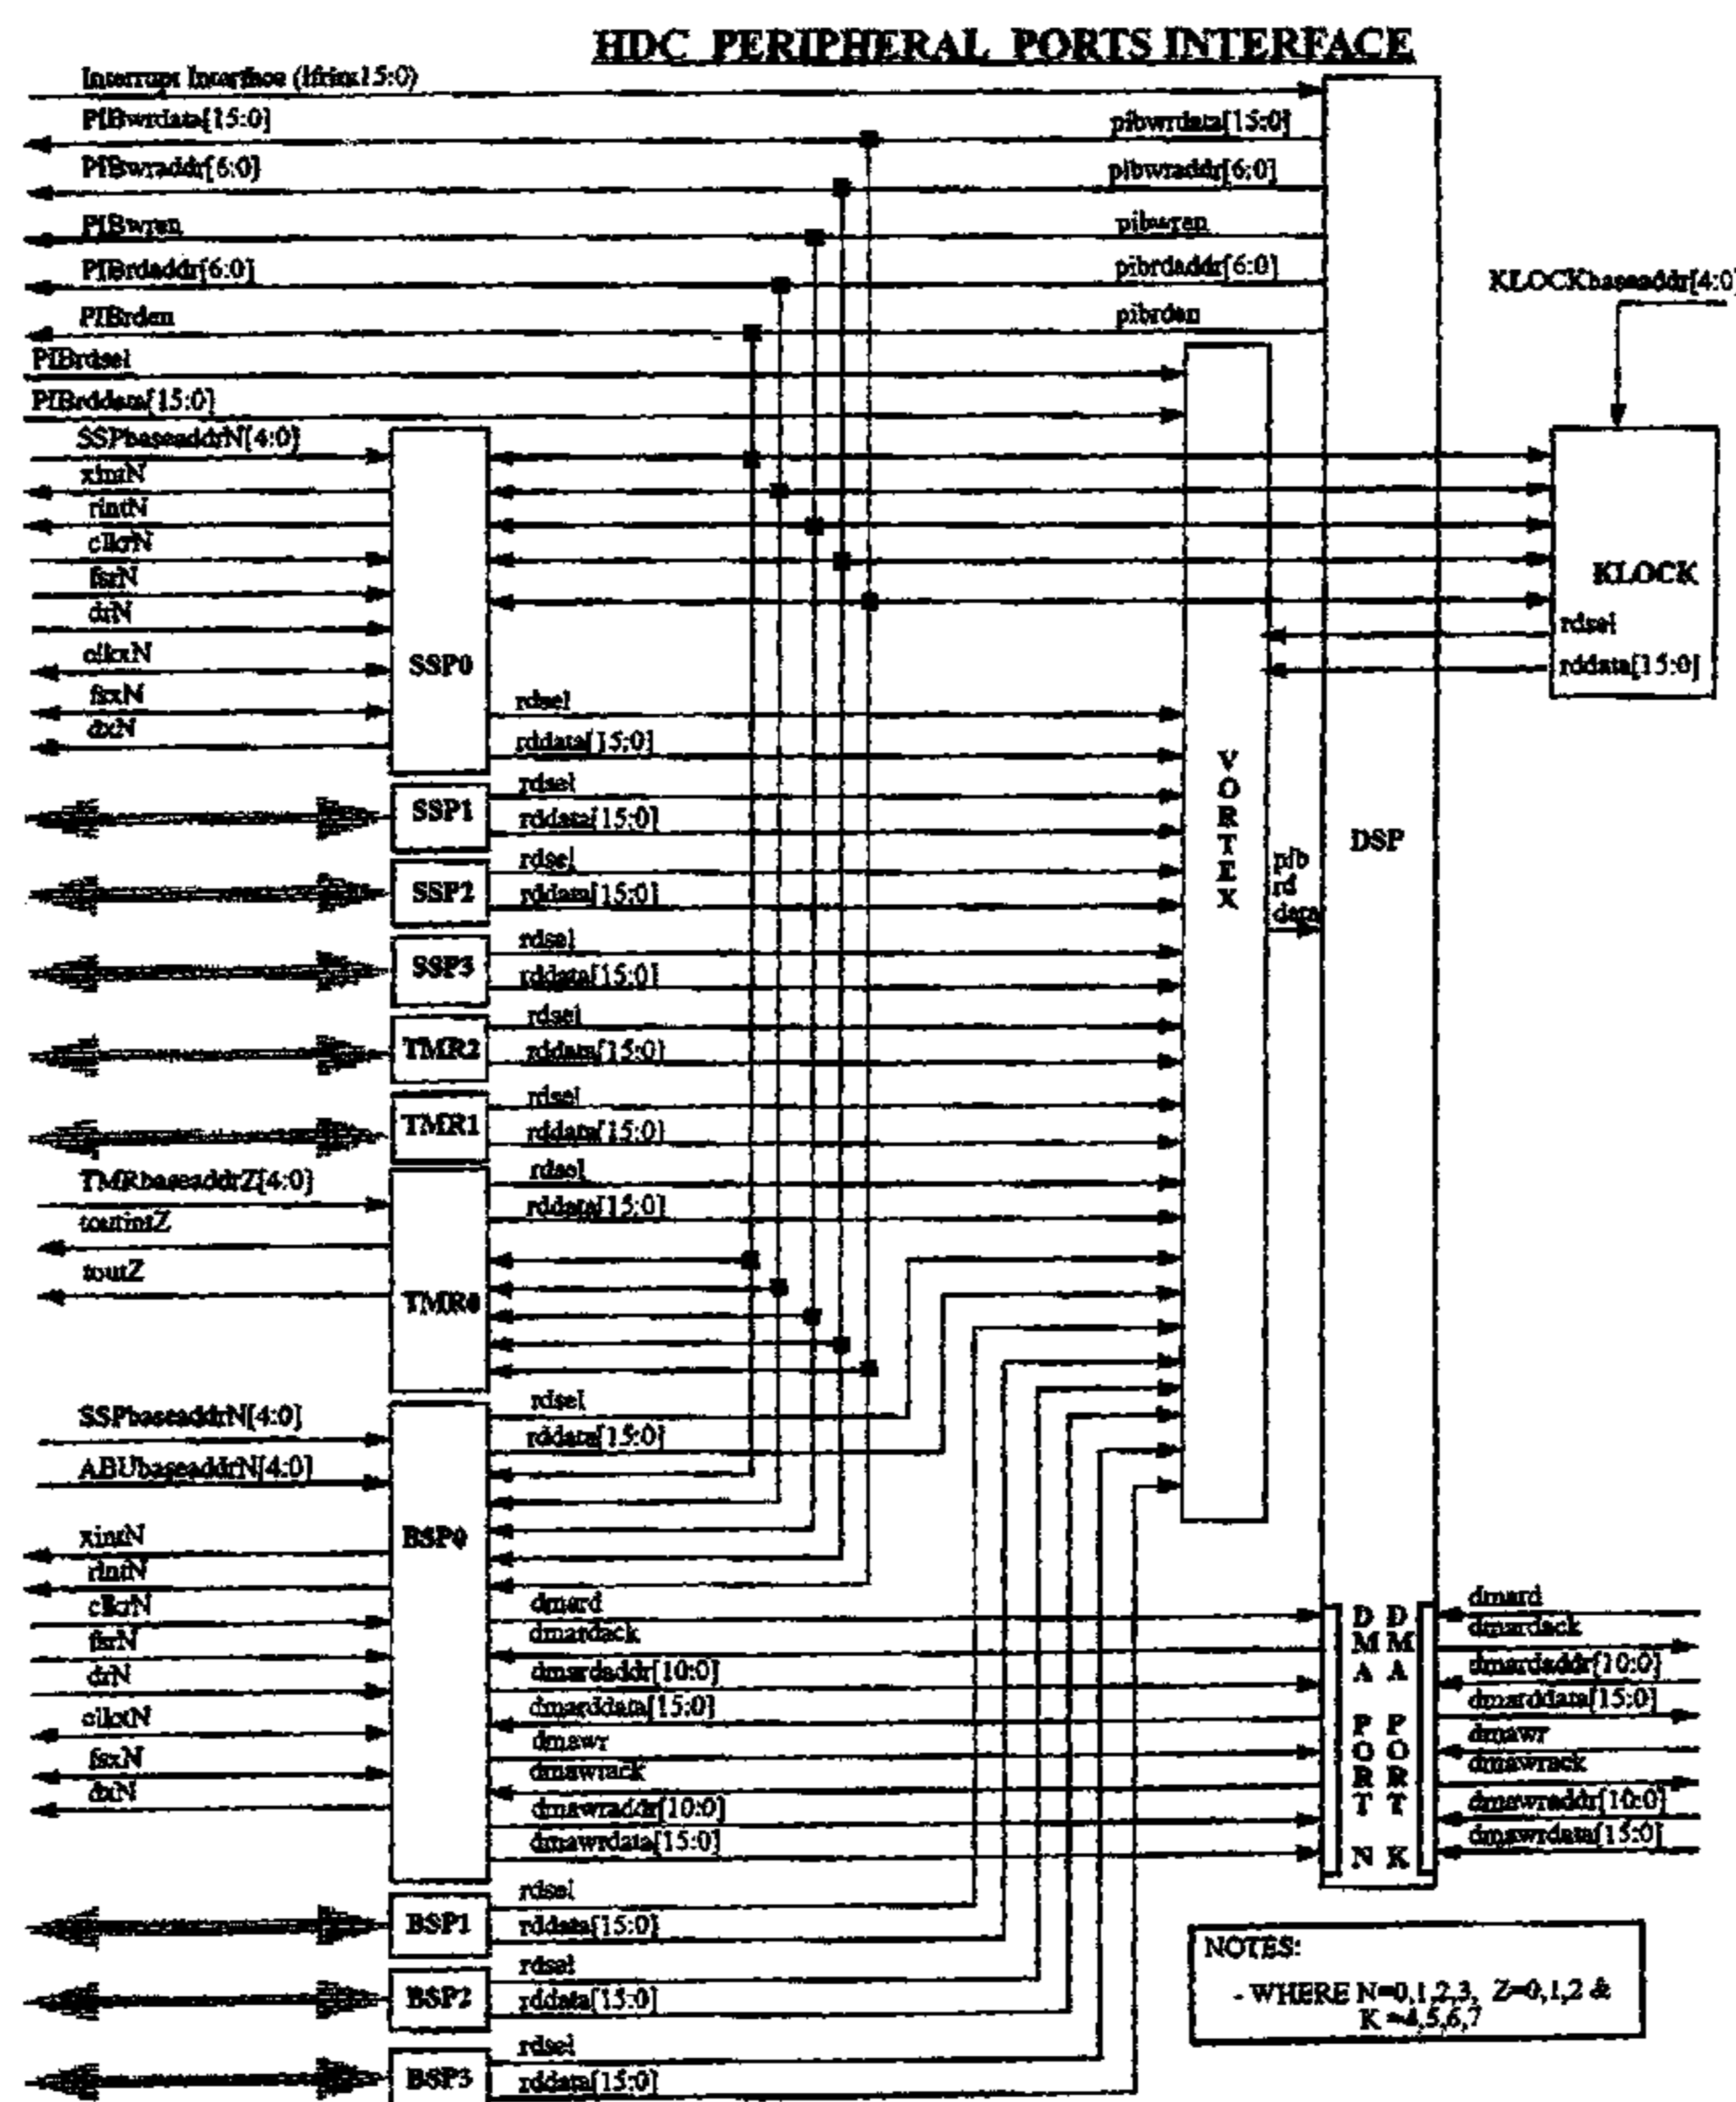 HDC PERIPHERAL PORTS INTERFACE
Interrupt Interface
PIBwrdata[15:0]
pibwrdata[15:0]
PIBwraddr[6:0]
pibwraddr[6:0]
PIBwren
pibwren
PIBrdaddr[6:0]
pibrdaddr[6:0]
KLOCKbaseaddr[4:0]
PIBrden
pibrden
PIBrdsel
PIBrddata[15:0]
SSPbaseaddrN[4:0]
xintN
rintN
clkrN
fsrN
drN
clkxN
fsxN
dxN
SSP0
KLOCK
rdsel
rddata[15:0]
rdsel
rddata[15:0]
VORTEX
DSP
pib
rd
data
SSP1
rdsel
rddata[15:0]
SSP2
rdsel
rddata[15:0]
SSP3
rdsel
rddata[15:0]
TMR2
rdsel
rddata[15:0]
TMR1
rdsel
rddata[15:0]
TMRbaseaddrZ[4:0]
toutintZ
toutZ
TMR0
rdsel
rddata[15:0]
SSPbaseaddrN[4:0]
ABUbaseaddrN[4:0]
xintN
rintN
clkrN
fsrN
drN
clkxN
fsxN
dxN
BSP0
rdsel
rddata[15:0]
dmard
dmardack
dmardaddr[10:0]
dmarddata[15:0]
dmawr
dmawrack
dmawraddr[10:0]
dmawrdata[15:0]
DMA PORT N
DMA PORT K
dmard
dmardack
dmardaddr[10:0]
dmarddata[15:0]
dmawr
dmawrack
dmawraddr[10:0]
dmawrdata[15:0]
BSP1
rdsel
rddata[15:0]
BSP2
rdsel
rddata[15:0]
BSP3
rdsel
rddata[15:0]
NOTES:
- WHERE N=0,1,2,3, Z=0,1,2 &
K =4,5,6,7